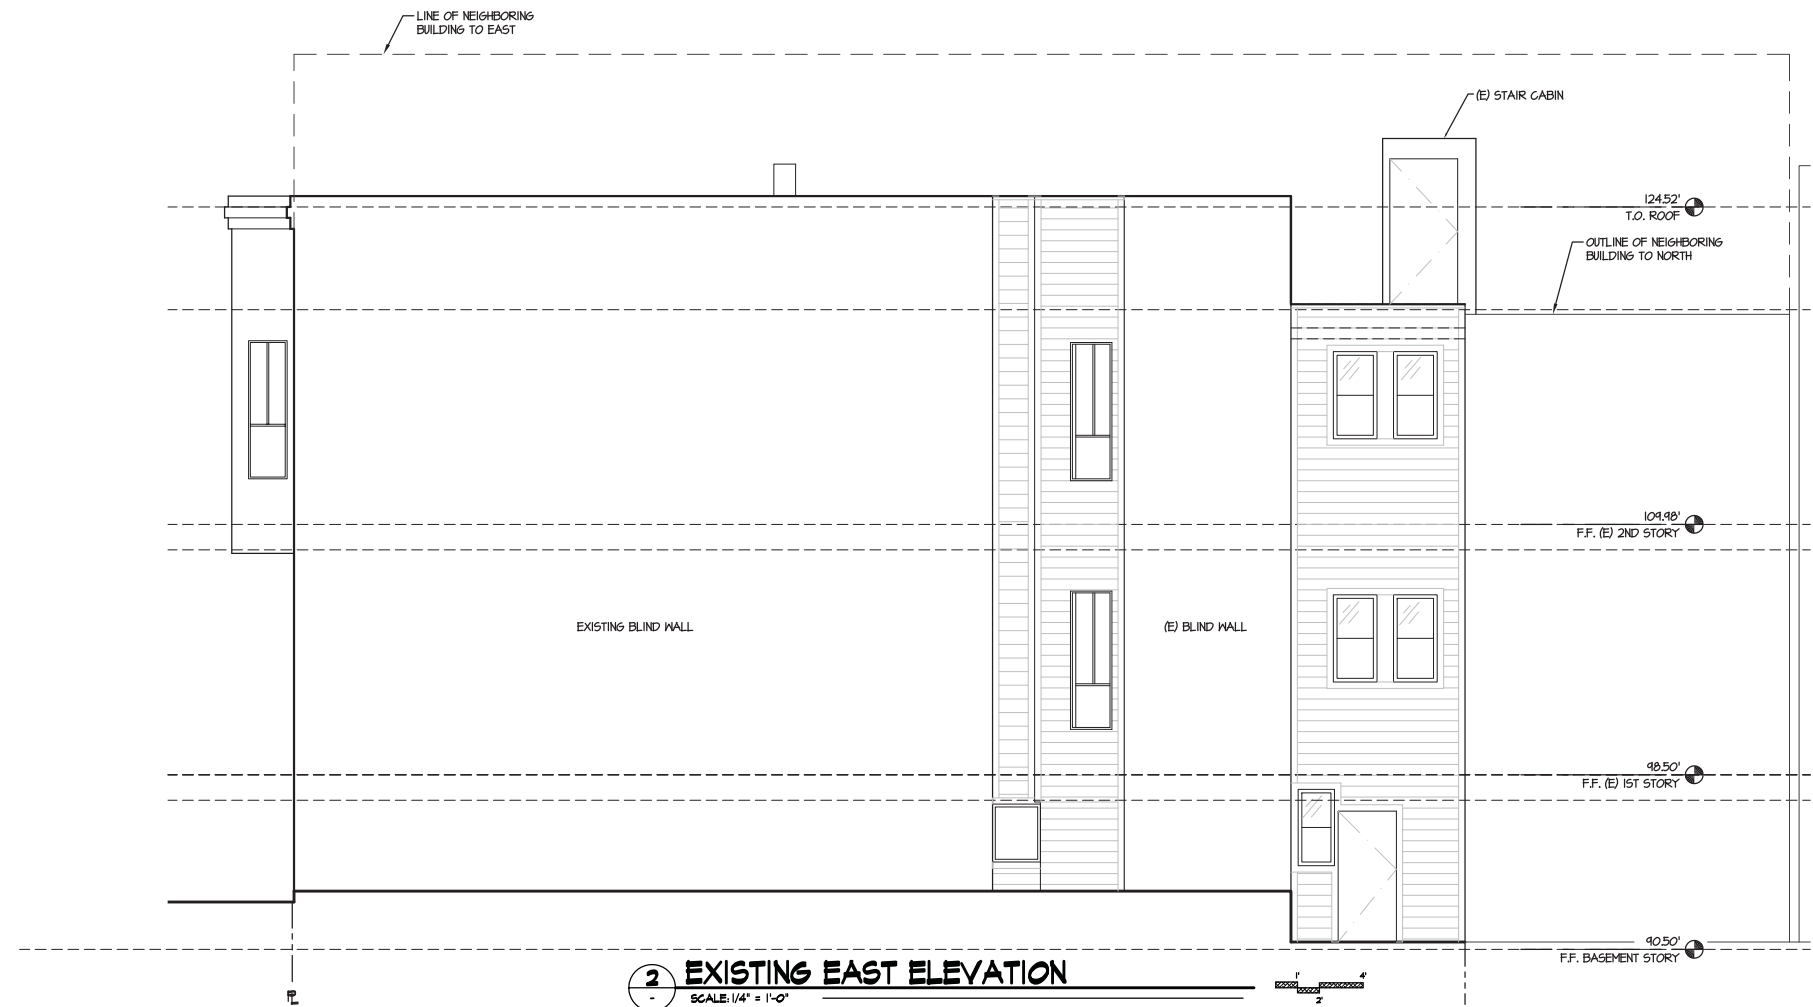 LINE OF NEIGHBORING
BUILDING TO EAST
(E) STAIR CABIN
124.52'
T.O. ROOF
OUTLINE OF NEIGHBORING
BUILDING TO NORTH
109.98'
F.F. (E) 2ND STORY
EXISTING BLIND WALL
(E) BLIND WALL
98.50'
F.F. (E) 1ST STORY
90.50'
F.F. BASEMENT STORY
2
-
EXISTING EAST ELEVATION
SCALE: 1/4" = 1'-0"
1'
4'
2'
PL